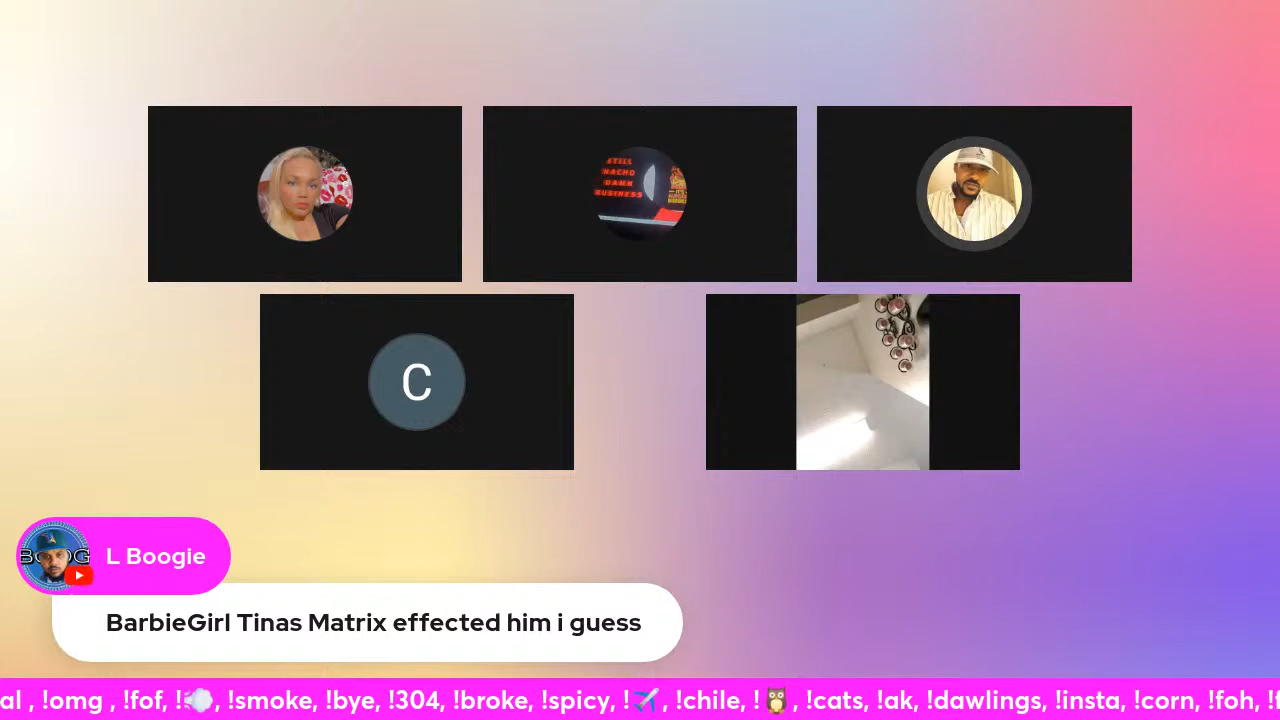 STILL
NACHO
DAMN
BUSINESS
C
BOOG
L Boogie
BarbieGirl Tinas Matrix effected him i guess
al , !omg , !fof, !💨, !smoke, !bye, !304, !broke, !spicy, !✈️, !chile, !🦉, !cats, !ak, !dawlings, !insta, !corn, !foh,